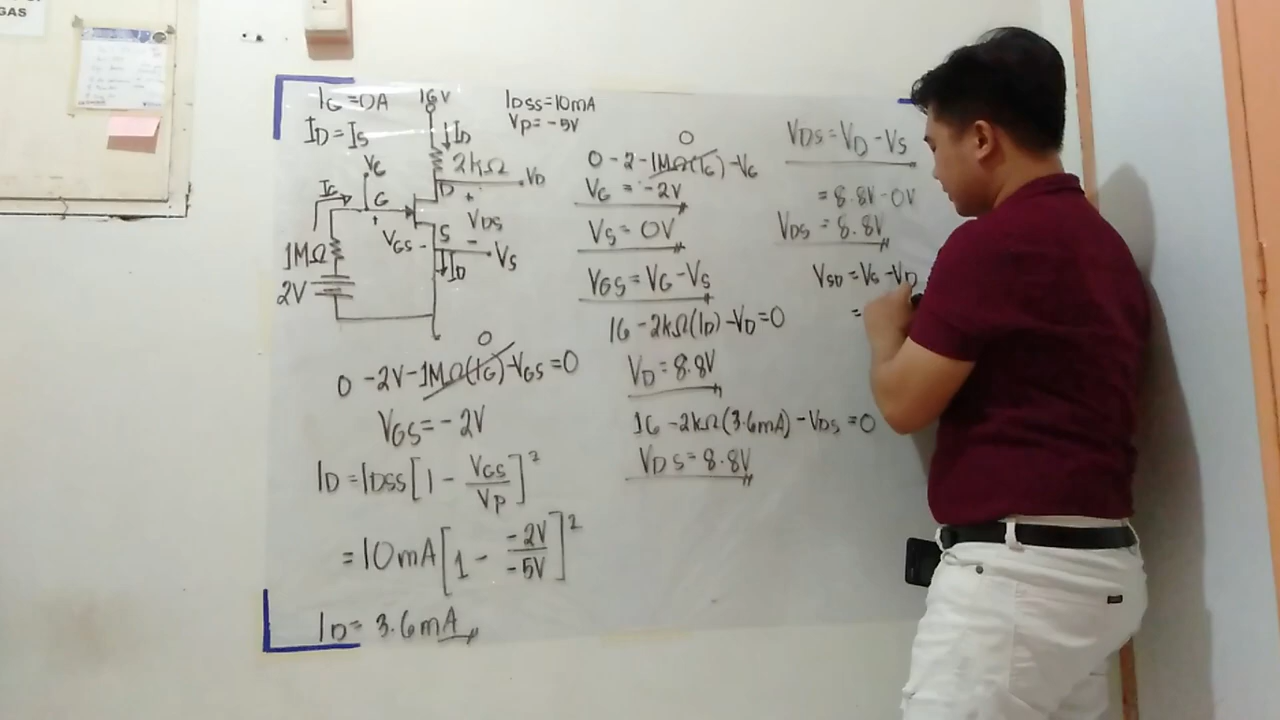 GAS
IG = 0A
ID = IS
16V
IDSS=10mA
VP= -5V
ID
2kΩ
VD
D
+
VG
IG
G
+
VDS
VGS -
S
-
VS
ID
1MΩ
2V
0
0 -2V-1MΩ(IG)-VGS=0
VGS= -2V
ID =IDSS[1 - VGS/VP]²
=10mA[1 - -2V/-5V]²
ID= 3.6mA
0
0-2-1MΩ(IG)-VG
VG = -2V
VS= 0V
VGS= VG-VS
16-2kΩ(ID)-VD=0
VD= 8.8V
16-2kΩ(3.6mA)-VDS=0
VDS=8.8V
VDS=VD-VS
=8.8V-0V
VDS = 8.8V
VSD =VS-VD
=